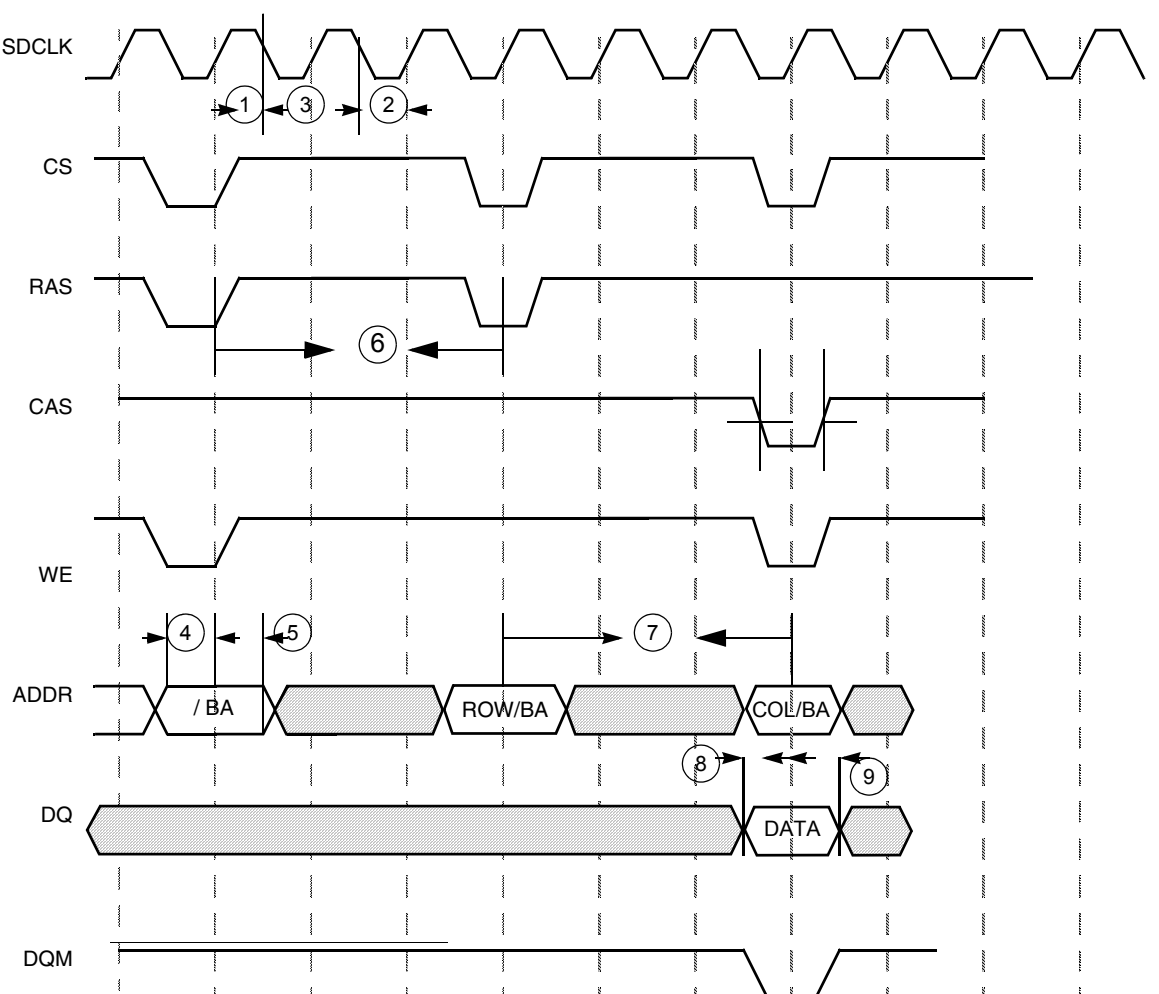 SDCLK
1 3 2
CS
RAS
6
CAS
WE
4 5 7
ADDR / BA ROW/BA COL/BA
8 9
DQ DATA
DQM